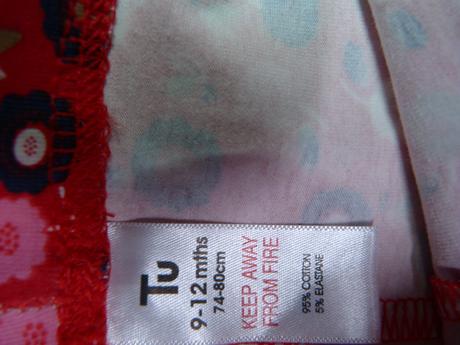 Tu
9-12 mths
74-80cm
KEEP AWAY
FROM FIRE
95% COTTON
5% ELASTANE